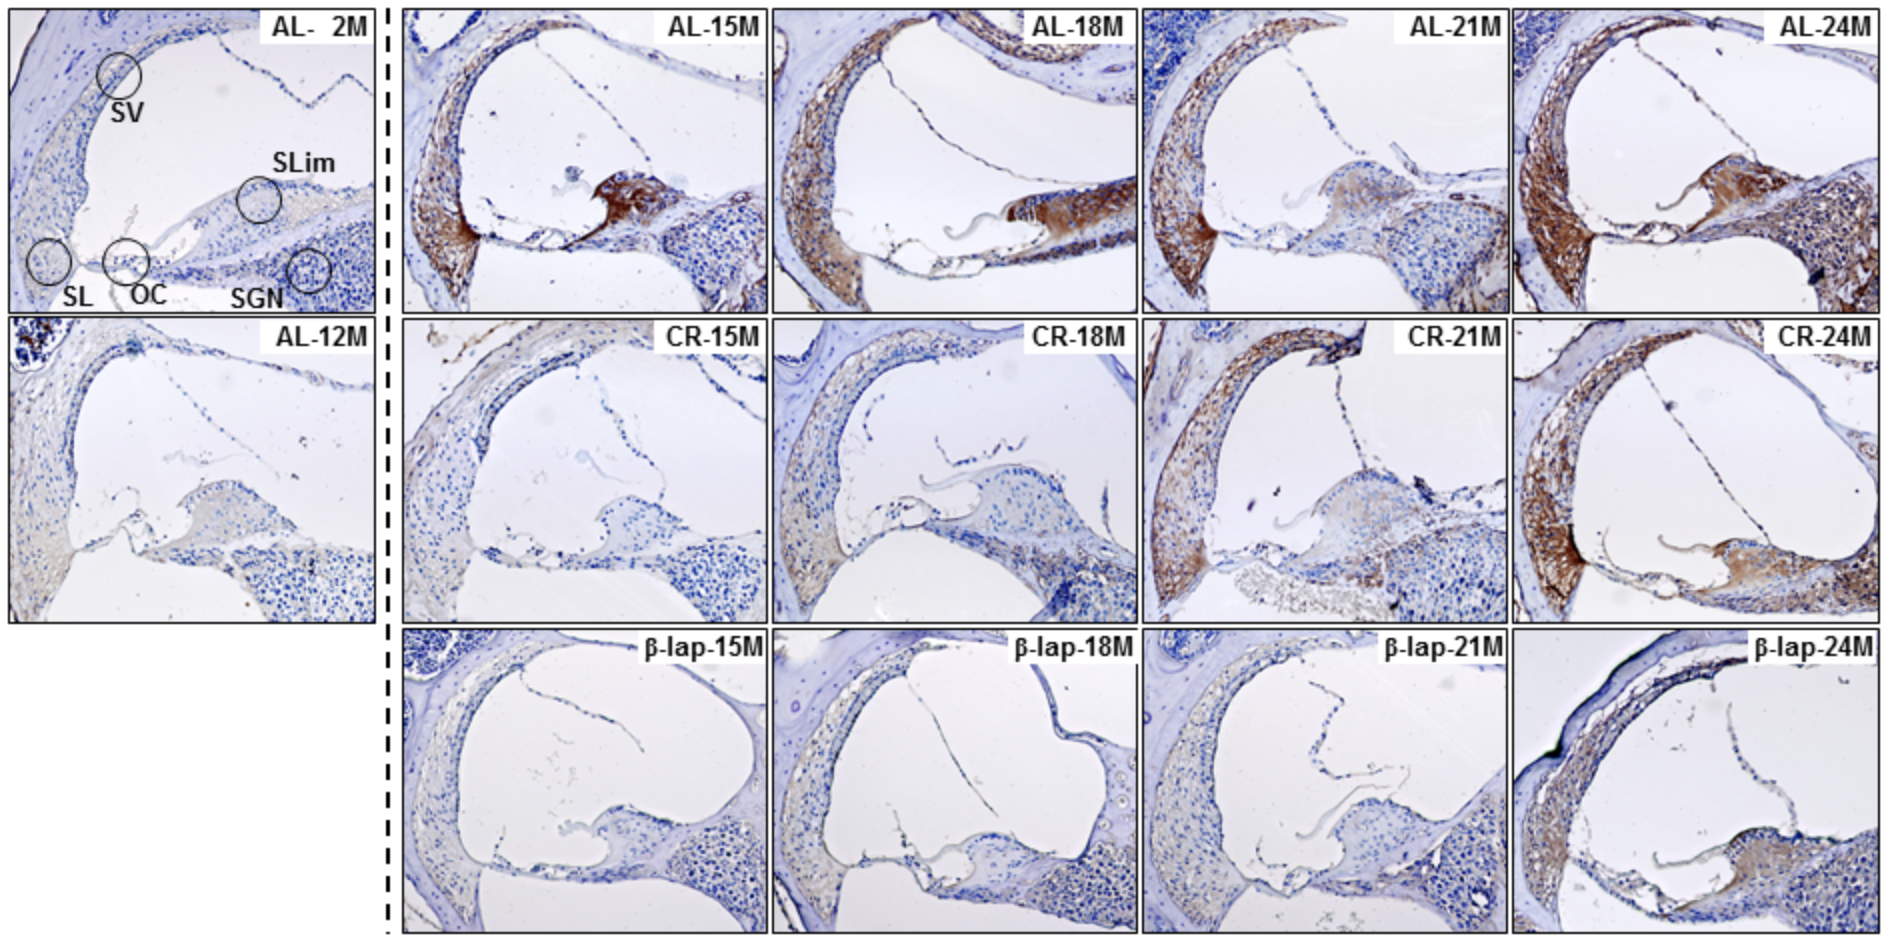 AL- 2M
AL-15M
AL-18M
AL-21M
AL-24M
SV
SLim
SL
OC
SGN
AL-12M
CR-15M
CR-18M
CR-21M
CR-24M
β-lap-15M
β-lap-18M
β-lap-21M
β-lap-24M